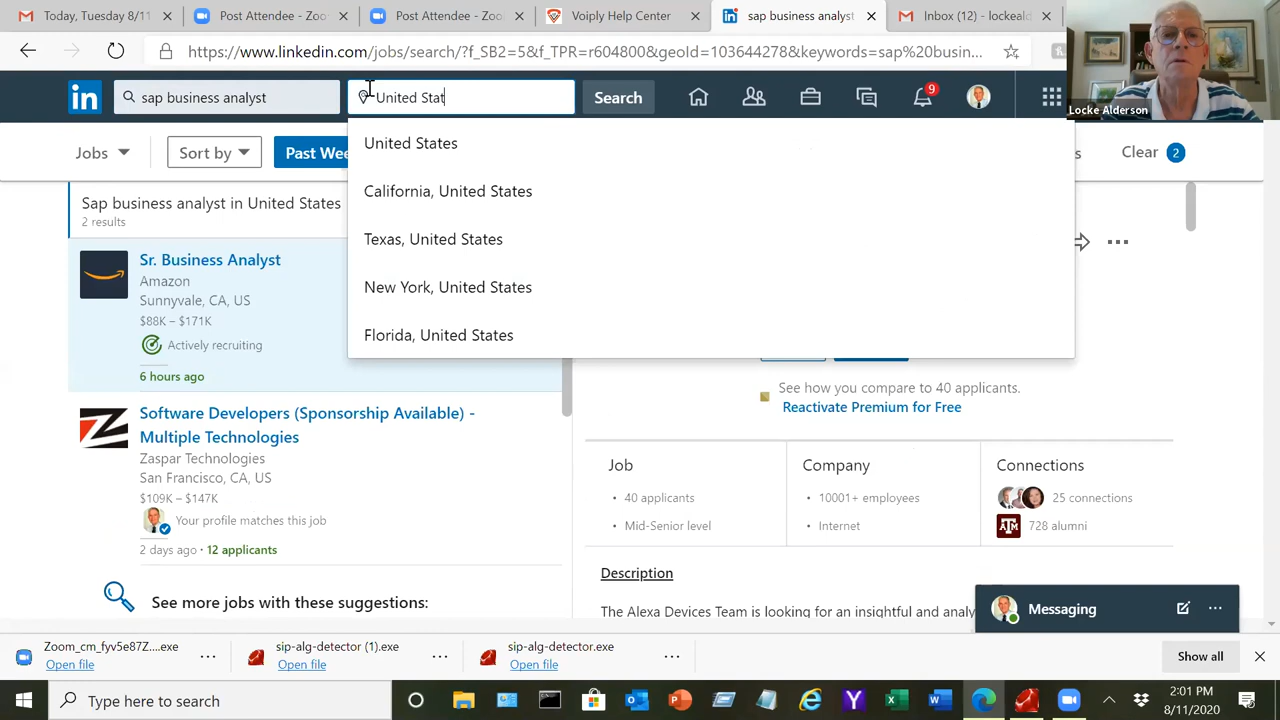 Today, Tuesday 8/11
Post Attendee - Zoo
Post Attendee - Zoo
Voiply Help Center
sap business analyst
Inbox (12) - lockeald
https://www.linkedin.com/jobs/search/?f_SB2=5&f_TPR=r604800&geoId=103644278&keywords=sap%20busin...
Locke Alderson
in
sap business analyst
United Stat
Search
9
United States
California, United States
Texas, United States
New York, United States
Florida, United States
Jobs
Sort by
Past Wee
s
Clear 2
Sap business analyst in United States
2 results
Sr. Business Analyst
Amazon
Sunnyvale, CA, US
$88K – $171K
Actively recruiting
6 hours ago
Software Developers (Sponsorship Available) -
Multiple Technologies
Zaspar Technologies
San Francisco, CA, US
$109K – $147K
Your profile matches this job
2 days ago · 12 applicants
See more jobs with these suggestions:
See how you compare to 40 applicants.
Reactivate Premium for Free
Job
• 40 applicants
• Mid-Senior level
Company
• 10001+ employees
• Internet
Connections
25 connections
728 alumni
Description
The Alexa Devices Team is looking for an insightful and analy
Messaging
Zoom_cm_fyv5e87Z....exe
Open file
sip-alg-detector (1).exe
Open file
sip-alg-detector.exe
Open file
Show all
Type here to search
2:01 PM
8/11/2020